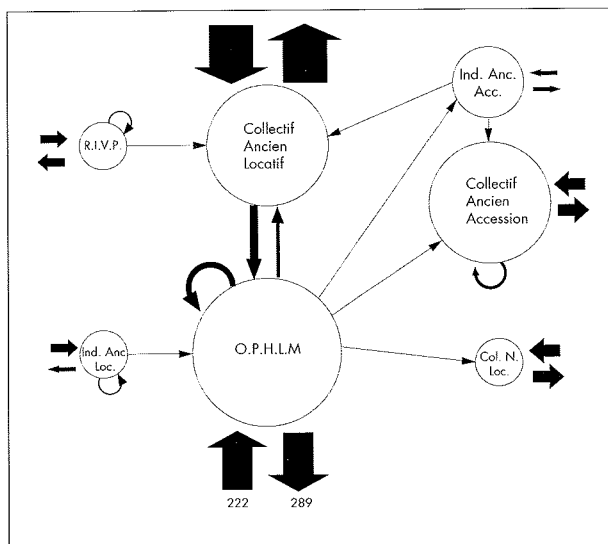 Ind. Anc.
Acc.
Collectif
Ancien
Locatif
R.I.V.P.
Collectif
Ancien
Accession
O.P.H.L.M
Ind. Anc
Loc.
Col. N.
Loc.
222
289